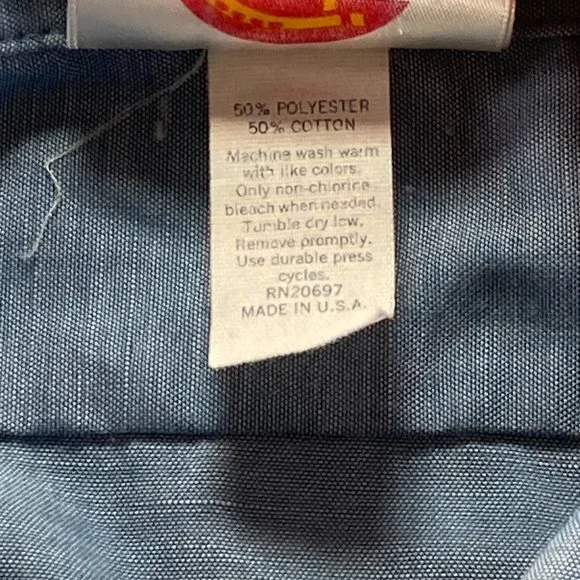 50% POLYESTER
50% COTTON
Machine wash warm
with like colors.
Only non-chlorine
bleach when needed.
Tumble dry low.
Remove promptly.
Use durable press
cycles.
RN20697
MADE IN U.S.A.